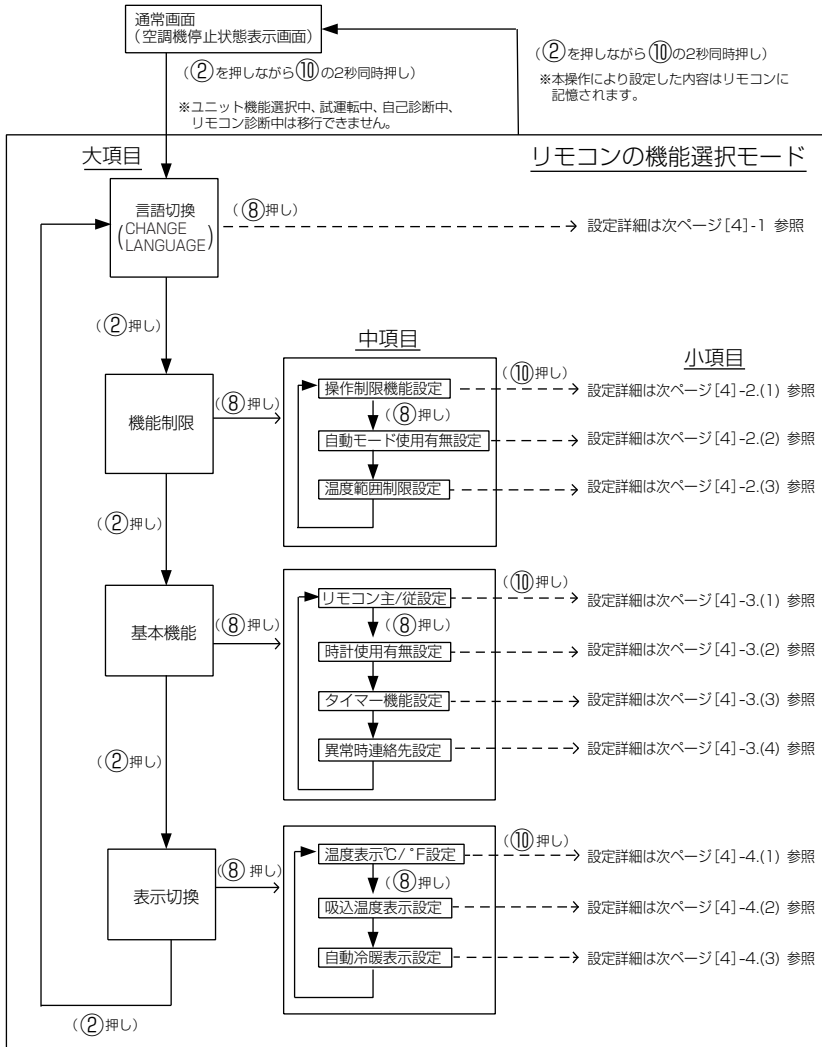 通常画面
(空調機停止状態表示画面)
(②を押しながら⑩の2秒同時押し)
※ユニット機能選択中、試運転中、自己診断中、
リモコン診断中は移行できません。
(②を押しながら⑩の2秒同時押し)
※本操作により設定した内容はリモコンに
記憶されます。
大項目
リモコンの機能選択モード
言語切換
(CHANGE
LANGUAGE)
(⑧押し)
設定詳細は次ページ[4]-1 参照
(②押し)
中項目
小項目
機能制限
(⑧押し)
操作制限機能設定
(⑩押し)
設定詳細は次ページ[4]-2.(1) 参照
(⑧押し)
自動モード使用有無設定
設定詳細は次ページ[4]-2.(2) 参照
温度範囲制限設定
設定詳細は次ページ[4]-2.(3) 参照
(②押し)
基本機能
(⑧押し)
リモコン主/従設定
(⑩押し)
設定詳細は次ページ[4]-3.(1) 参照
(⑧押し)
時計使用有無設定
設定詳細は次ページ[4]-3.(2) 参照
タイマー機能設定
設定詳細は次ページ[4]-3.(3) 参照
異常時連絡先設定
設定詳細は次ページ[4]-3.(4) 参照
(②押し)
表示切換
(⑧押し)
温度表示℃/°F設定
(⑩押し)
設定詳細は次ページ[4]-4.(1) 参照
(⑧押し)
吸込温度表示設定
設定詳細は次ページ[4]-4.(2) 参照
自動冷暖表示設定
設定詳細は次ページ[4]-4.(3) 参照
(②押し)